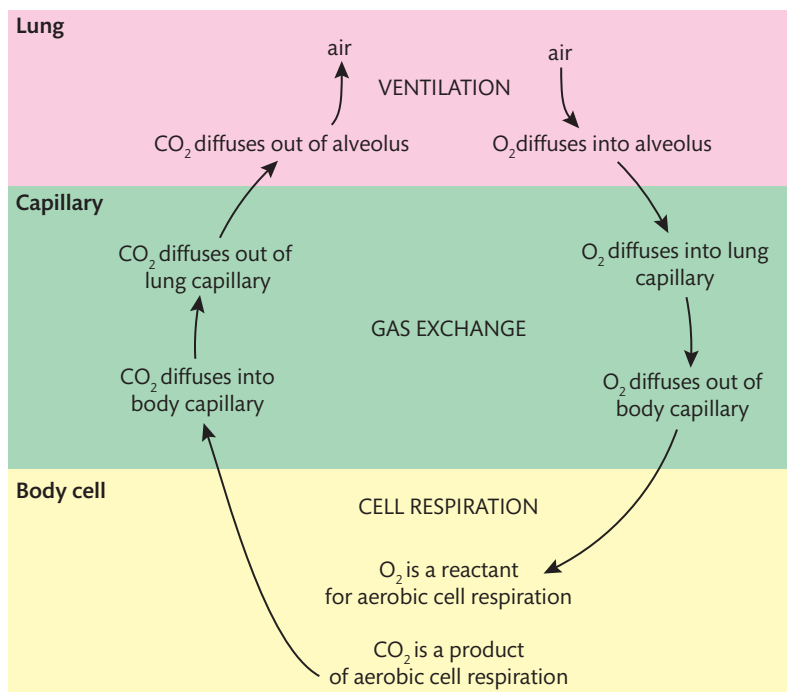 Lung
air
air
VENTILATION
CO₂ diffuses out of alveolus
O₂diffuses into alveolus
Capillary
CO₂ diffuses out of
lung capillary
O₂ diffuses into lung
capillary
GAS EXCHANGE
CO₂ diffuses into
body capillary
O₂ diffuses out of
body capillary
Body cell
CELL RESPIRATION
O₂ is a reactant
for aerobic cell respiration
CO₂ is a product
of aerobic cell respiration